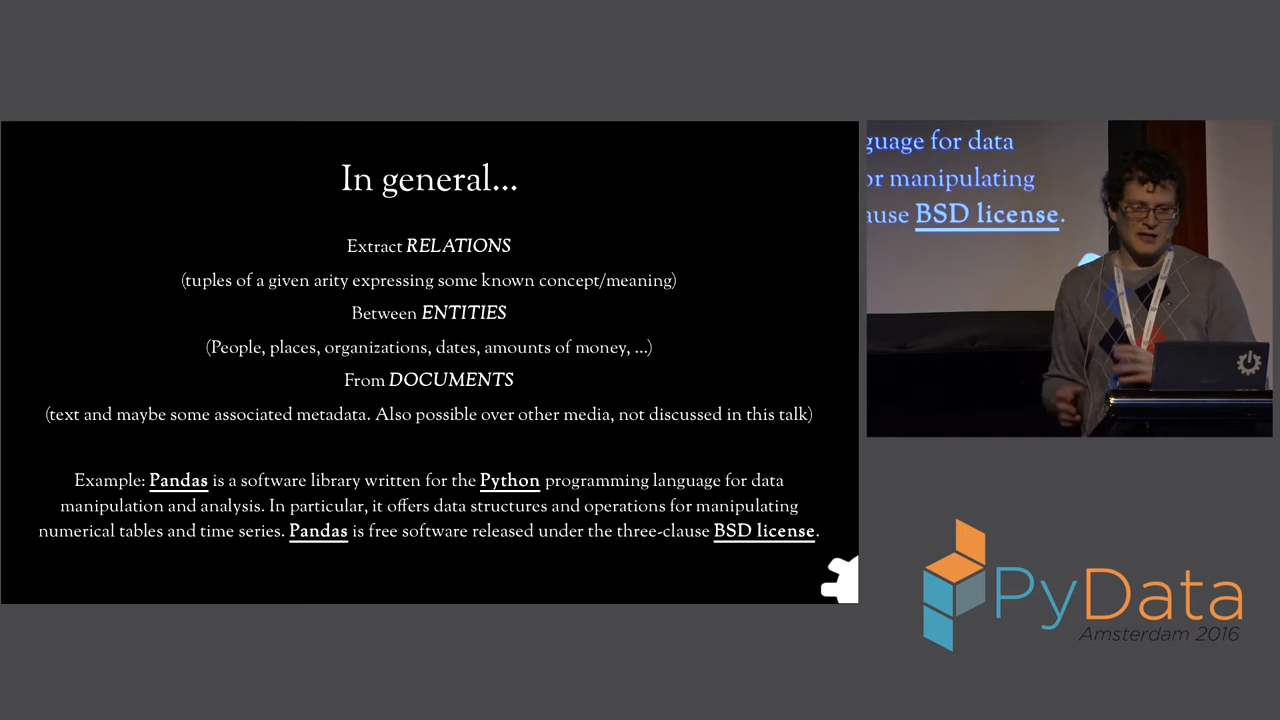 In general...
Extract RELATIONS
(tuples of a given arity expressing some known concept/meaning)
Between ENTITIES
(People, places, organizations, dates, amounts of money, ...)
From DOCUMENTS
(text and maybe some associated metadata. Also possible over other media, not discussed in this talk)
Example: Pandas is a software library written for the Python programming language for data
manipulation and analysis. In particular, it offers data structures and operations for manipulating
numerical tables and time series. Pandas is free software released under the three-clause BSD license.
guage for data
or manipulating
ause BSD license.
PyData
Amsterdam 2016